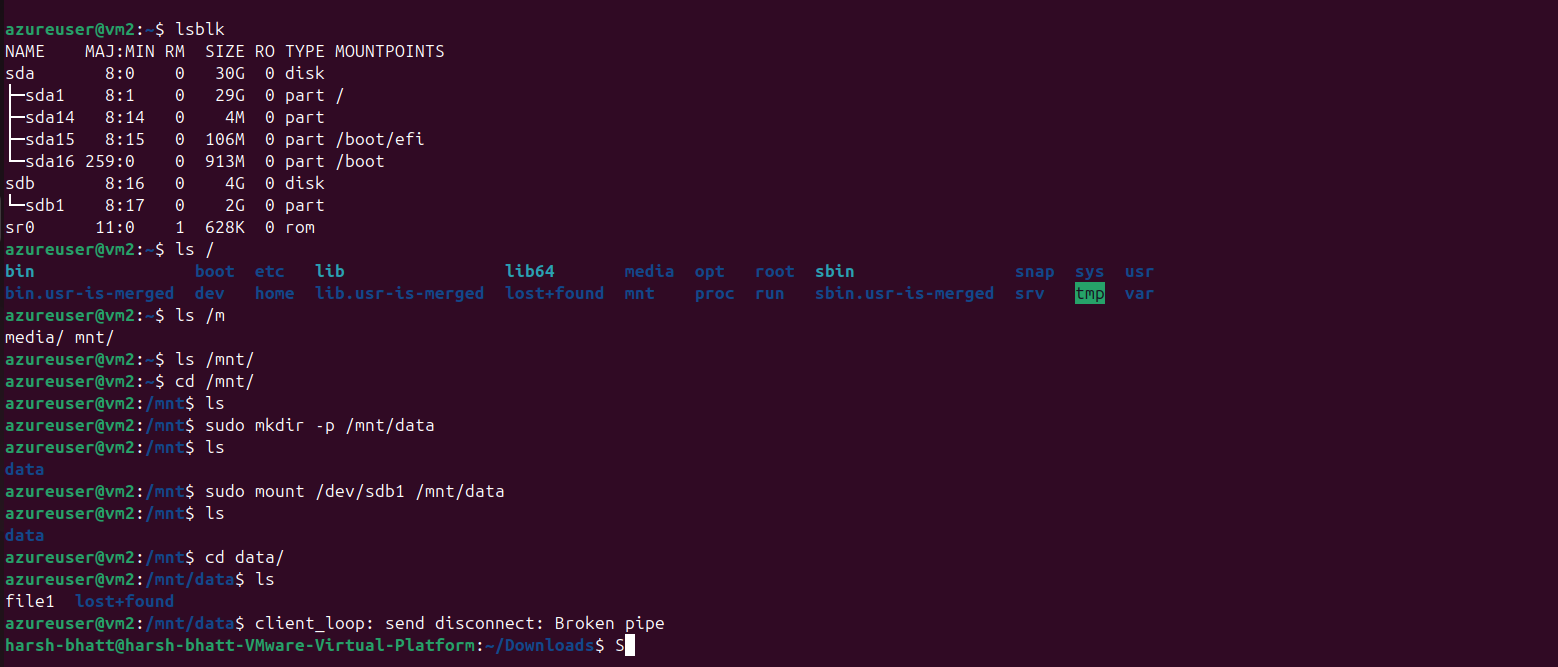 azureuser@vm2:~$ lsblk
NAME    MAJ:MIN RM  SIZE RO TYPE MOUNTPOINTS
sda       8:0    0   30G  0 disk
├─sda1    8:1    0   29G  0 part /
├─sda14   8:14   0    4M  0 part
├─sda15   8:15   0  106M  0 part /boot/efi
└─sda16 259:0    0  913M  0 part /boot
sdb       8:16   0    4G  0 disk
└─sdb1    8:17   0    2G  0 part
sr0      11:0    1  628K  0 rom
azureuser@vm2:~$ ls /
bin                boot  etc   lib                lib64       media  opt   root  sbin                snap  sys  usr
bin.usr-is-merged  dev   home  lib.usr-is-merged  lost+found  mnt    proc  run   sbin.usr-is-merged  srv   tmp  var
azureuser@vm2:~$ ls /m
media/ mnt/
azureuser@vm2:~$ ls /mnt/
azureuser@vm2:~$ cd /mnt/
azureuser@vm2:/mnt$ ls
azureuser@vm2:/mnt$ sudo mkdir -p /mnt/data
azureuser@vm2:/mnt$ ls
data
azureuser@vm2:/mnt$ sudo mount /dev/sdb1 /mnt/data
azureuser@vm2:/mnt$ ls
data
azureuser@vm2:/mnt$ cd data/
azureuser@vm2:/mnt/data$ ls
file1  lost+found
azureuser@vm2:/mnt/data$ client_loop: send disconnect: Broken pipe
harsh-bhatt@harsh-bhatt-VMware-Virtual-Platform:~/Downloads$ S